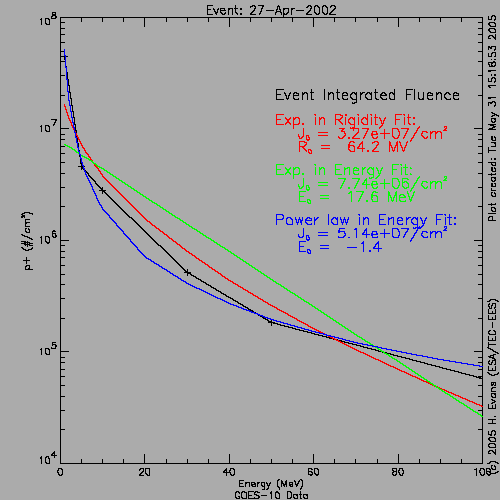 Event: 27-Apr-2002
10⁸
10⁷
10⁶
10⁵
10⁴
p+ (#/cm²)
Event Integrated Fluence
Exp. in Rigidity Fit:
J₀ = 3.27e+07/cm²
R₀ = 64.2 MV
Exp. in Energy Fit:
J₀ = 7.74e+06/cm²
E₀ = 17.6 MeV
Power law in Energy Fit:
J₀ = 5.14e+07/cm²
E₀ = -1.4
0 20 40 60 80 100
Energy (MeV)
GOES-10 Data
Plot created: Tue May 31 15:18:53 2005
(c) 2005 H. Evans (ESA/TEC-EES)